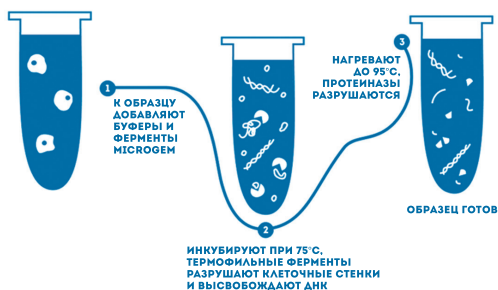 1
К ОБРАЗЦУ
ДОБАВЛЯЮТ
БУФЕРЫ И
ФЕРМЕНТЫ
MICROGEM
2
ИНКУБИРУЮТ ПРИ 75°С,
ТЕРМОФИЛЬНЫЕ ФЕРМЕНТЫ
РАЗРУШАЮТ КЛЕТОЧНЫЕ СТЕНКИ
И ВЫСВОБОЖДАЮТ ДНК
3
НАГРЕВАЮТ
ДО 95°С,
ПРОТЕИНАЗЫ
РАЗРУШАЮТСЯ
ОБРАЗЕЦ ГОТОВ